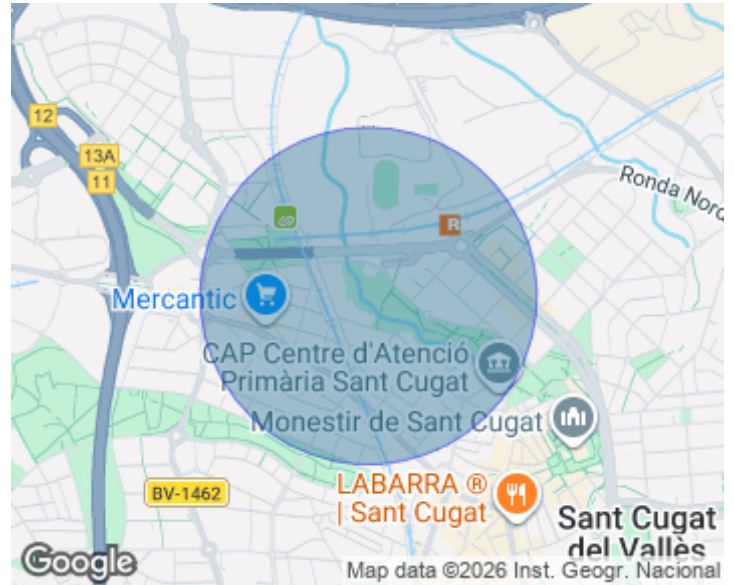 12
13A
11
Ronda Nord
R
Mercantic
CAP Centre d'Atenció
Primària Sant Cugat
Monestir de Sant Cugat
BV-1462
LABARRA ®
| Sant Cugat
Sant Cugat
del Vallès
Google
Map data ©2026 Inst. Geogr. Nacional